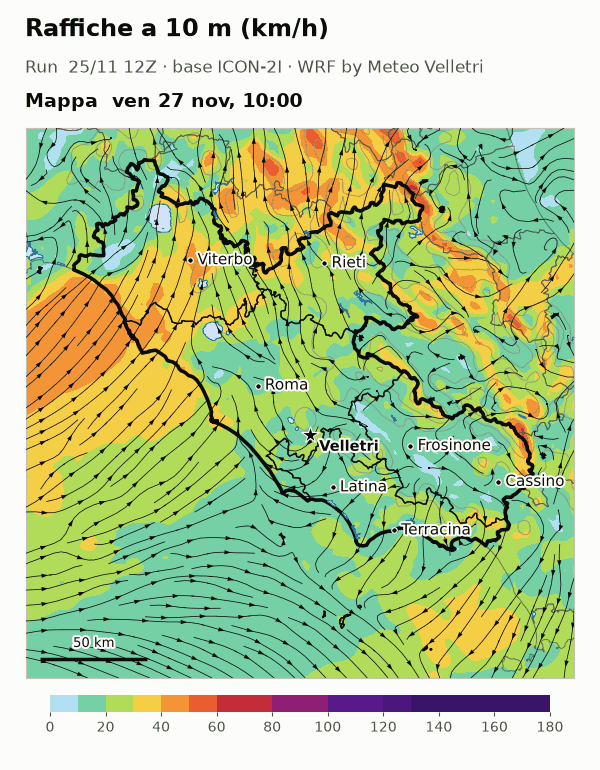 Raffiche a 10 m (km/h)
Run  25/11 12Z · base ICON-2I · WRF by Meteo Velletri
Mappa  ven 27 nov, 10:00
Viterbo
Rieti
Roma
Velletri
Frosinone
Latina
Cassino
Terracina
50 km
0 20 40 60 80 100 120 140 160 180